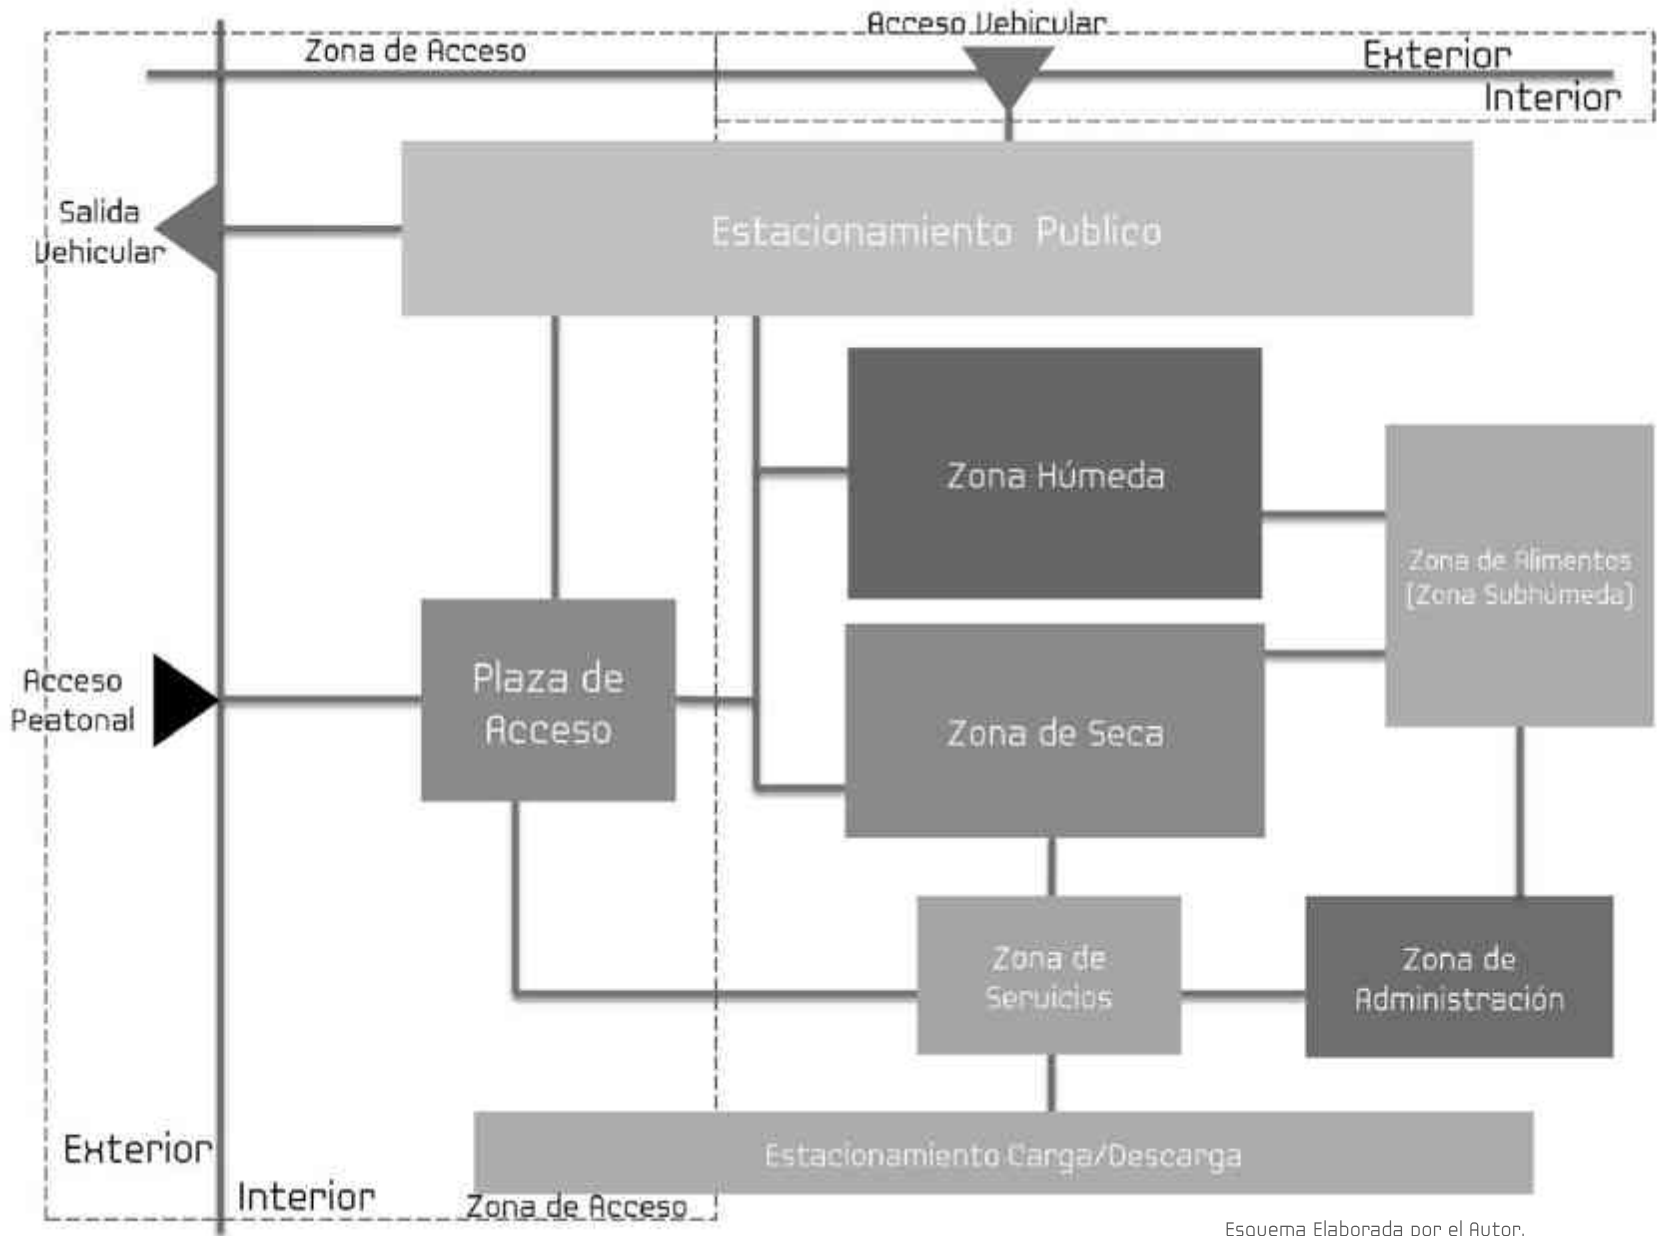 Acceso Vehicular
Zona de Acceso
Exterior
Interior
Salida
Vehicular
Estacionamiento Publico
Zona Húmeda
Zona de Alimentos
(Zona Subhúmeda)
Acceso
Peatonal
Plaza de
Acceso
Zona de Seca
Zona de
Servicios
Zona de
Administración
Exterior
Interior
Estacionamiento Carga/Descarga
Zona de Acceso
Esquema Elaborada por el Autor.